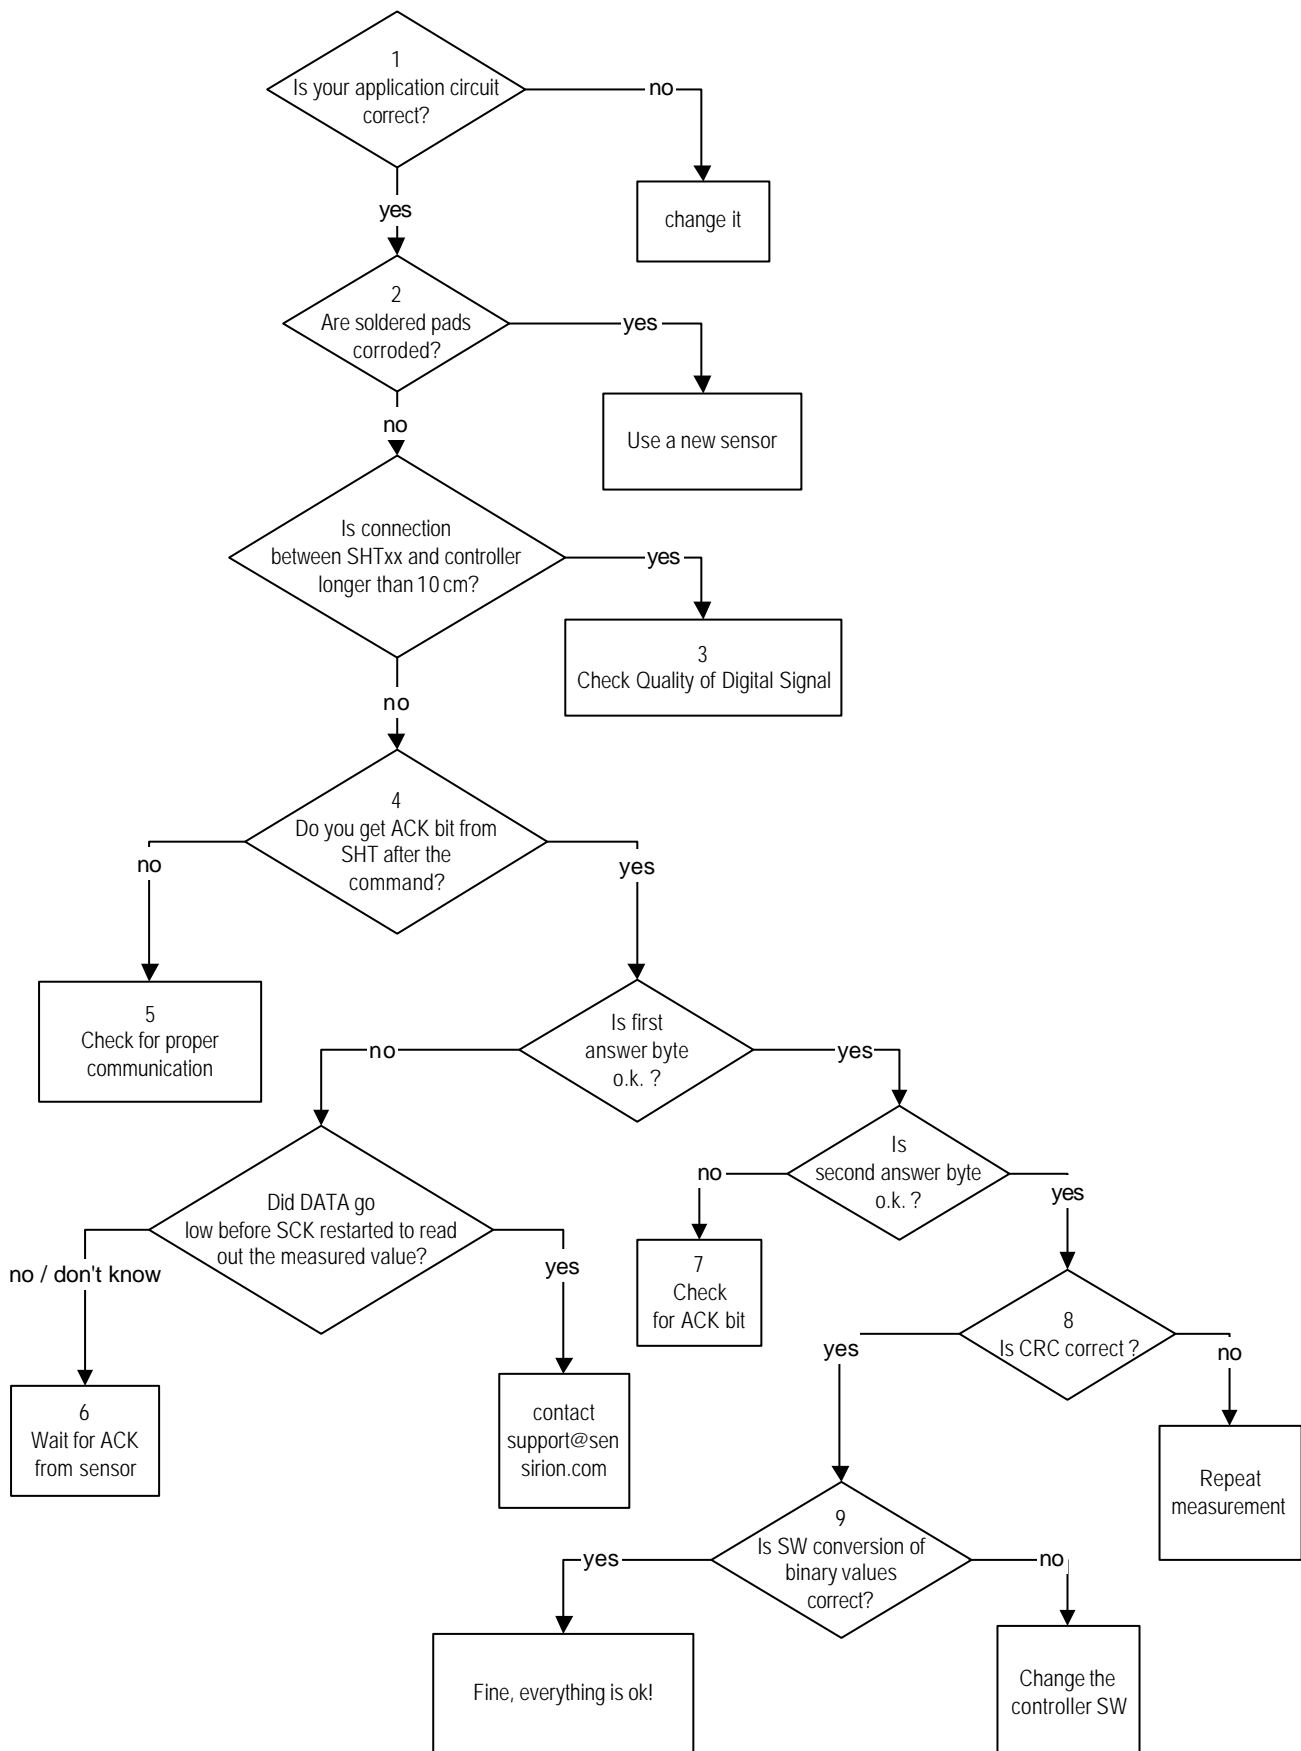 1
Is your application circuit
correct?
no
change it
yes
2
Are soldered pads
corroded?
yes
Use a new sensor
no
Is connection
between SHTxx and controller
longer than 10 cm?
yes
3
Check Quality of Digital Signal
no
4
Do you get ACK bit from
SHT after the
command?
no
yes
5
Check for proper
communication
Is first
answer byte
o.k. ?
no
yes
Did DATA go
low before SCK restarted to read
out the measured value?
no / don't know
yes
6
Wait for ACK
from sensor
contact
support@sen
sirion.com
Is
second answer byte
o.k. ?
no
yes
7
Check
for ACK bit
8
Is CRC correct ?
yes
no
Repeat
measurement
9
Is SW conversion of
binary values
correct?
yes
no
Fine, everything is ok!
Change the
controller SW